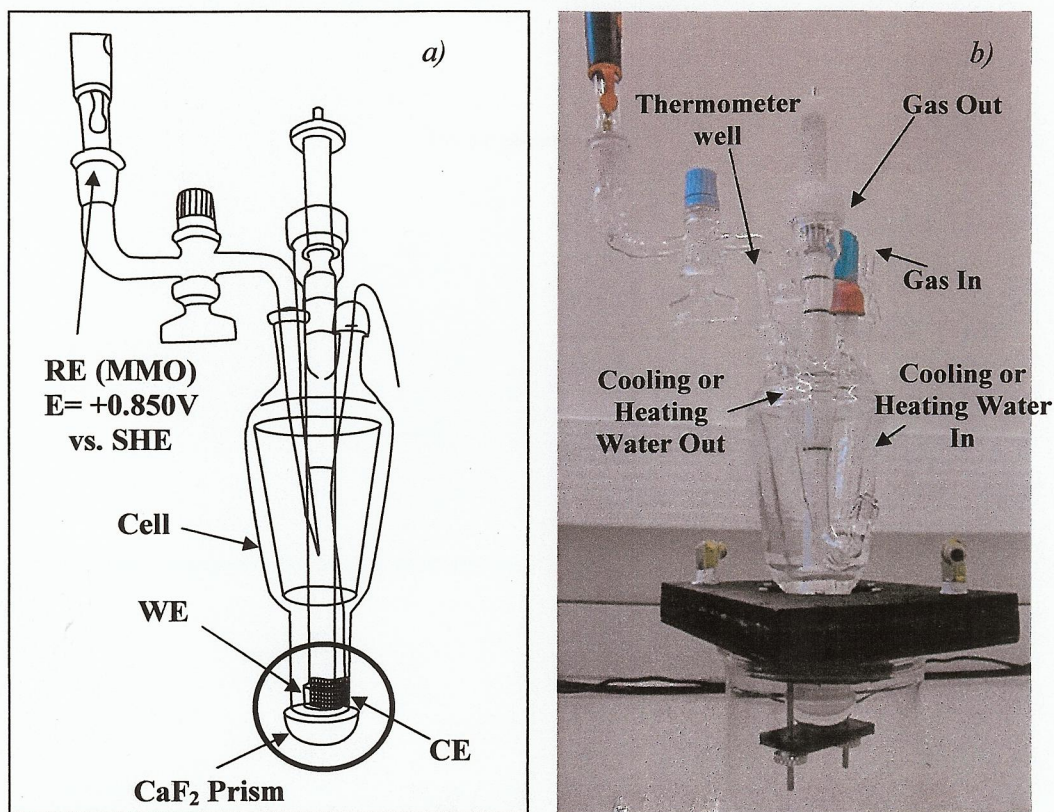 a)
RE (MMO)
E= +0.850V
vs. SHE
Cell
WE
CE
CaF₂ Prism
b)
Thermometer
well
Gas Out
Gas In
Cooling or
Heating
Water Out
Cooling or
Heating Water
In